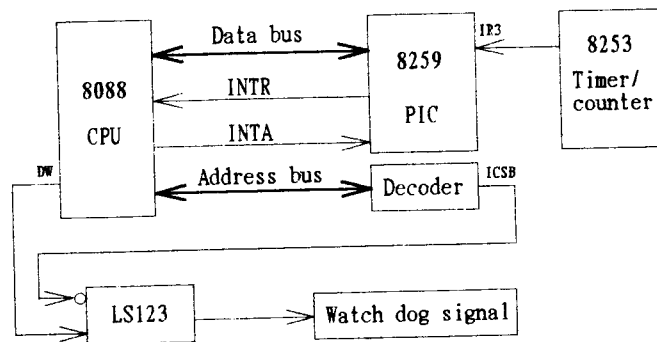 Data bus
IR3
8253
Timer/
counter
8088
CPU
8259
PIC
INTR
INTA
DW
Address bus
Decoder
ICSB
LS123
Watch dog signal